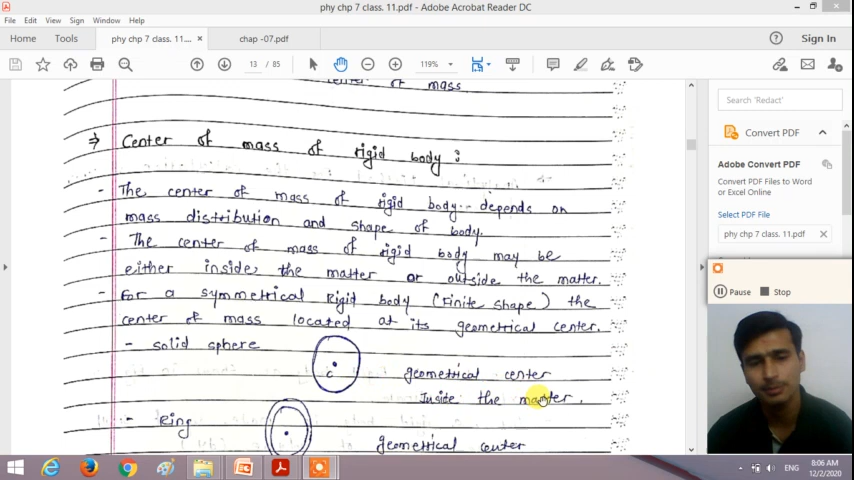 phy chp 7 class. 11.pdf - Adobe Acrobat Reader DC
File Edit View Sign Window Help
Home Tools phy chp 7 class. 11.... × chap -07.pdf Sign In
13 / 85 119%
center of mass
⇒ Center of mass of rigid body :
- The center of mass of rigid body depends on
mass distribution and shape of body.
- The center of mass of rigid body may be
either inside the matter or outside the matter.
- for a symmetrical Rigid body (finite shape) the
center of mass located at its geometrical center.
- solid sphere
c
geometrical center
Inside the matter.
- Ring
geometrical center
Search 'Redact'
Convert PDF
Adobe Convert PDF
Convert PDF Files to Word
or Excel Online
Select PDF File
phy chp 7 class. 11.pdf
Pause Stop
ENG
8:06 AM
12/2/2020